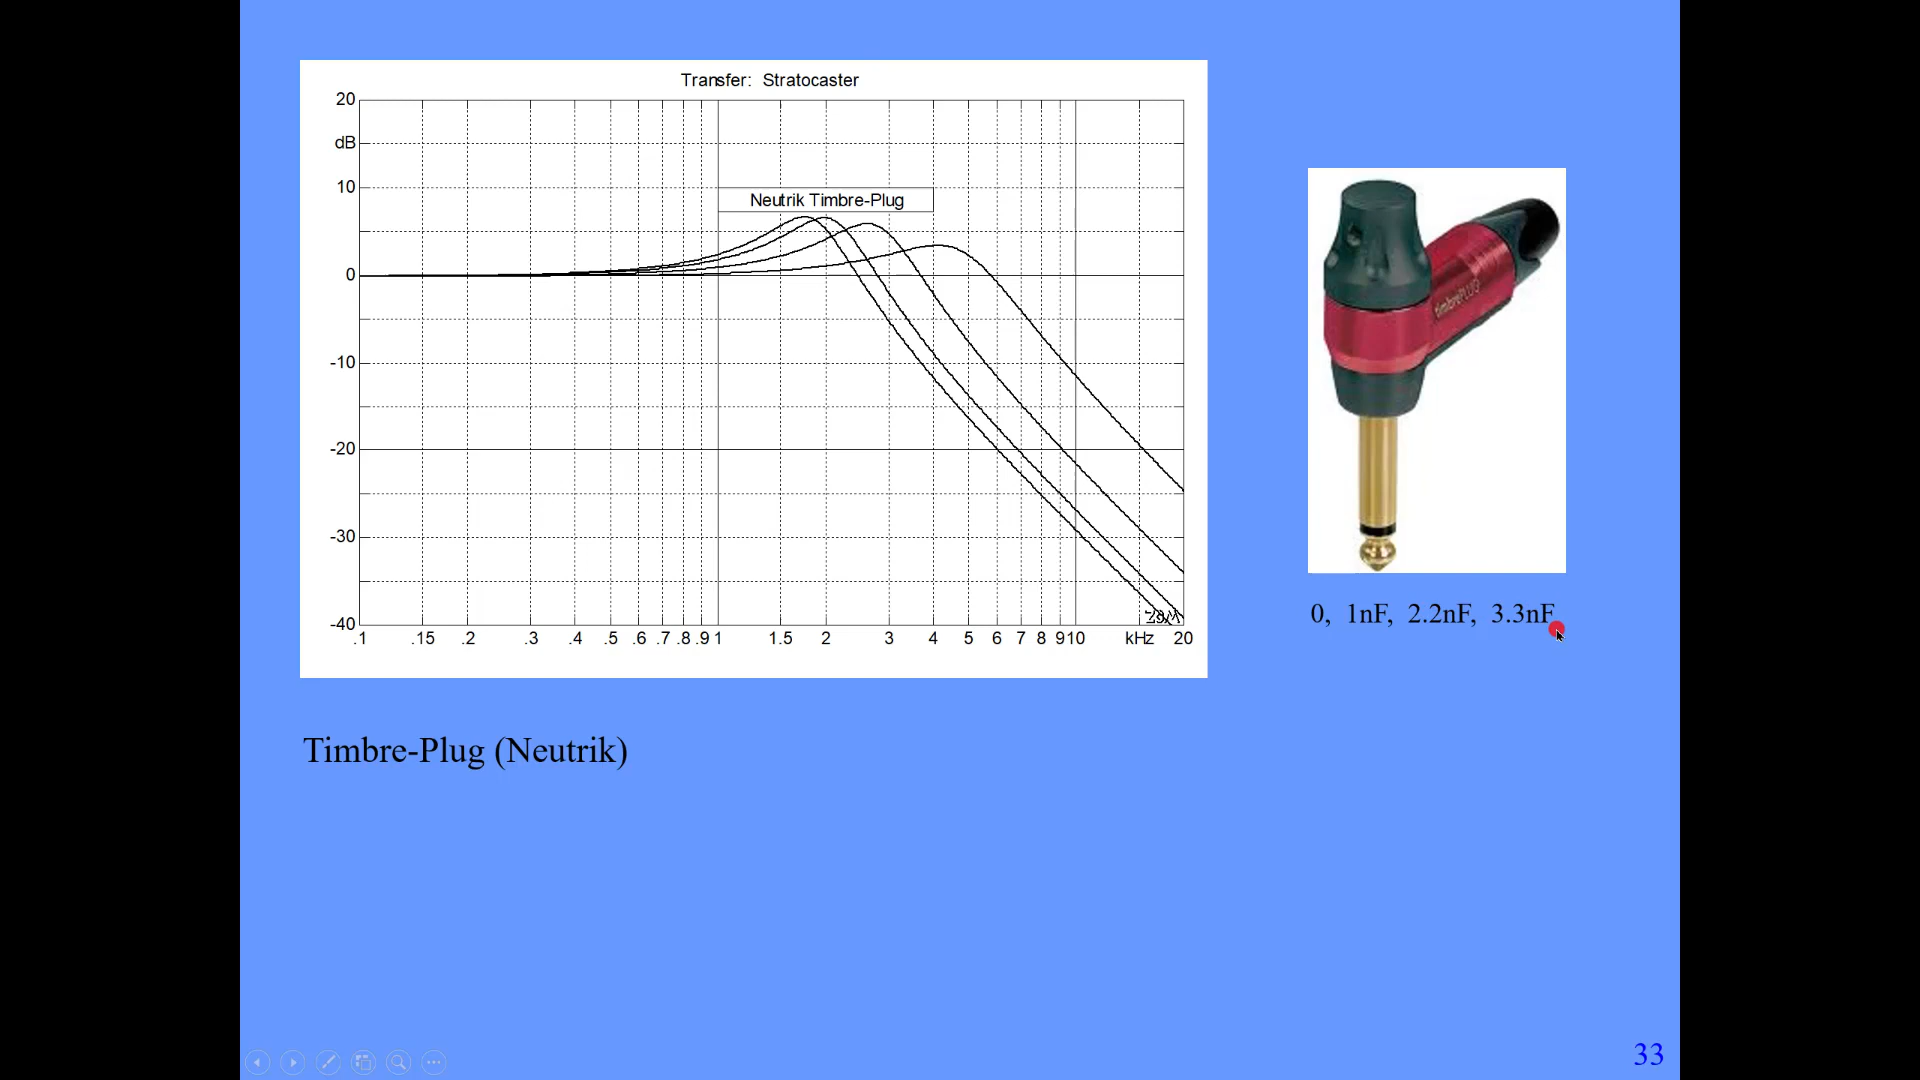 Transfer: Stratocaster
20
dB
10
Neutrik Timbre-Plug
0
-10
-20
-30
-40
.1 .15 .2 .3 .4 .5 .6 .7 .8 .9 1 1.5 2 3 4 5 6 7 8 9 10 kHz 20
timbrePLUG
0, 1nF, 2.2nF, 3.3nF
Timbre-Plug (Neutrik)
33